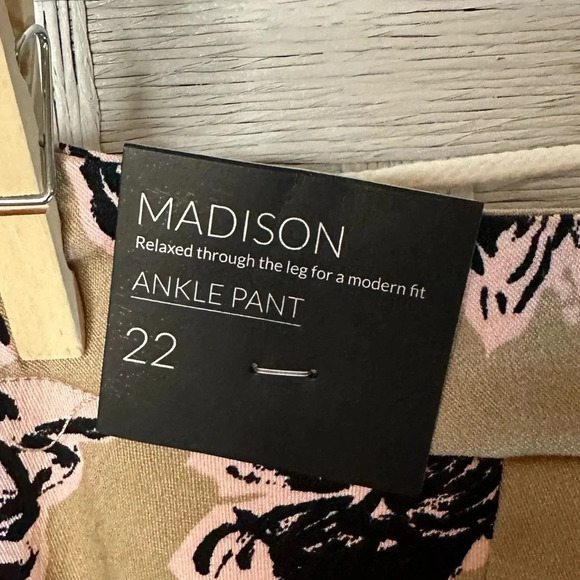 MADISON
Relaxed through the leg for a modern fit
ANKLE PANT
22